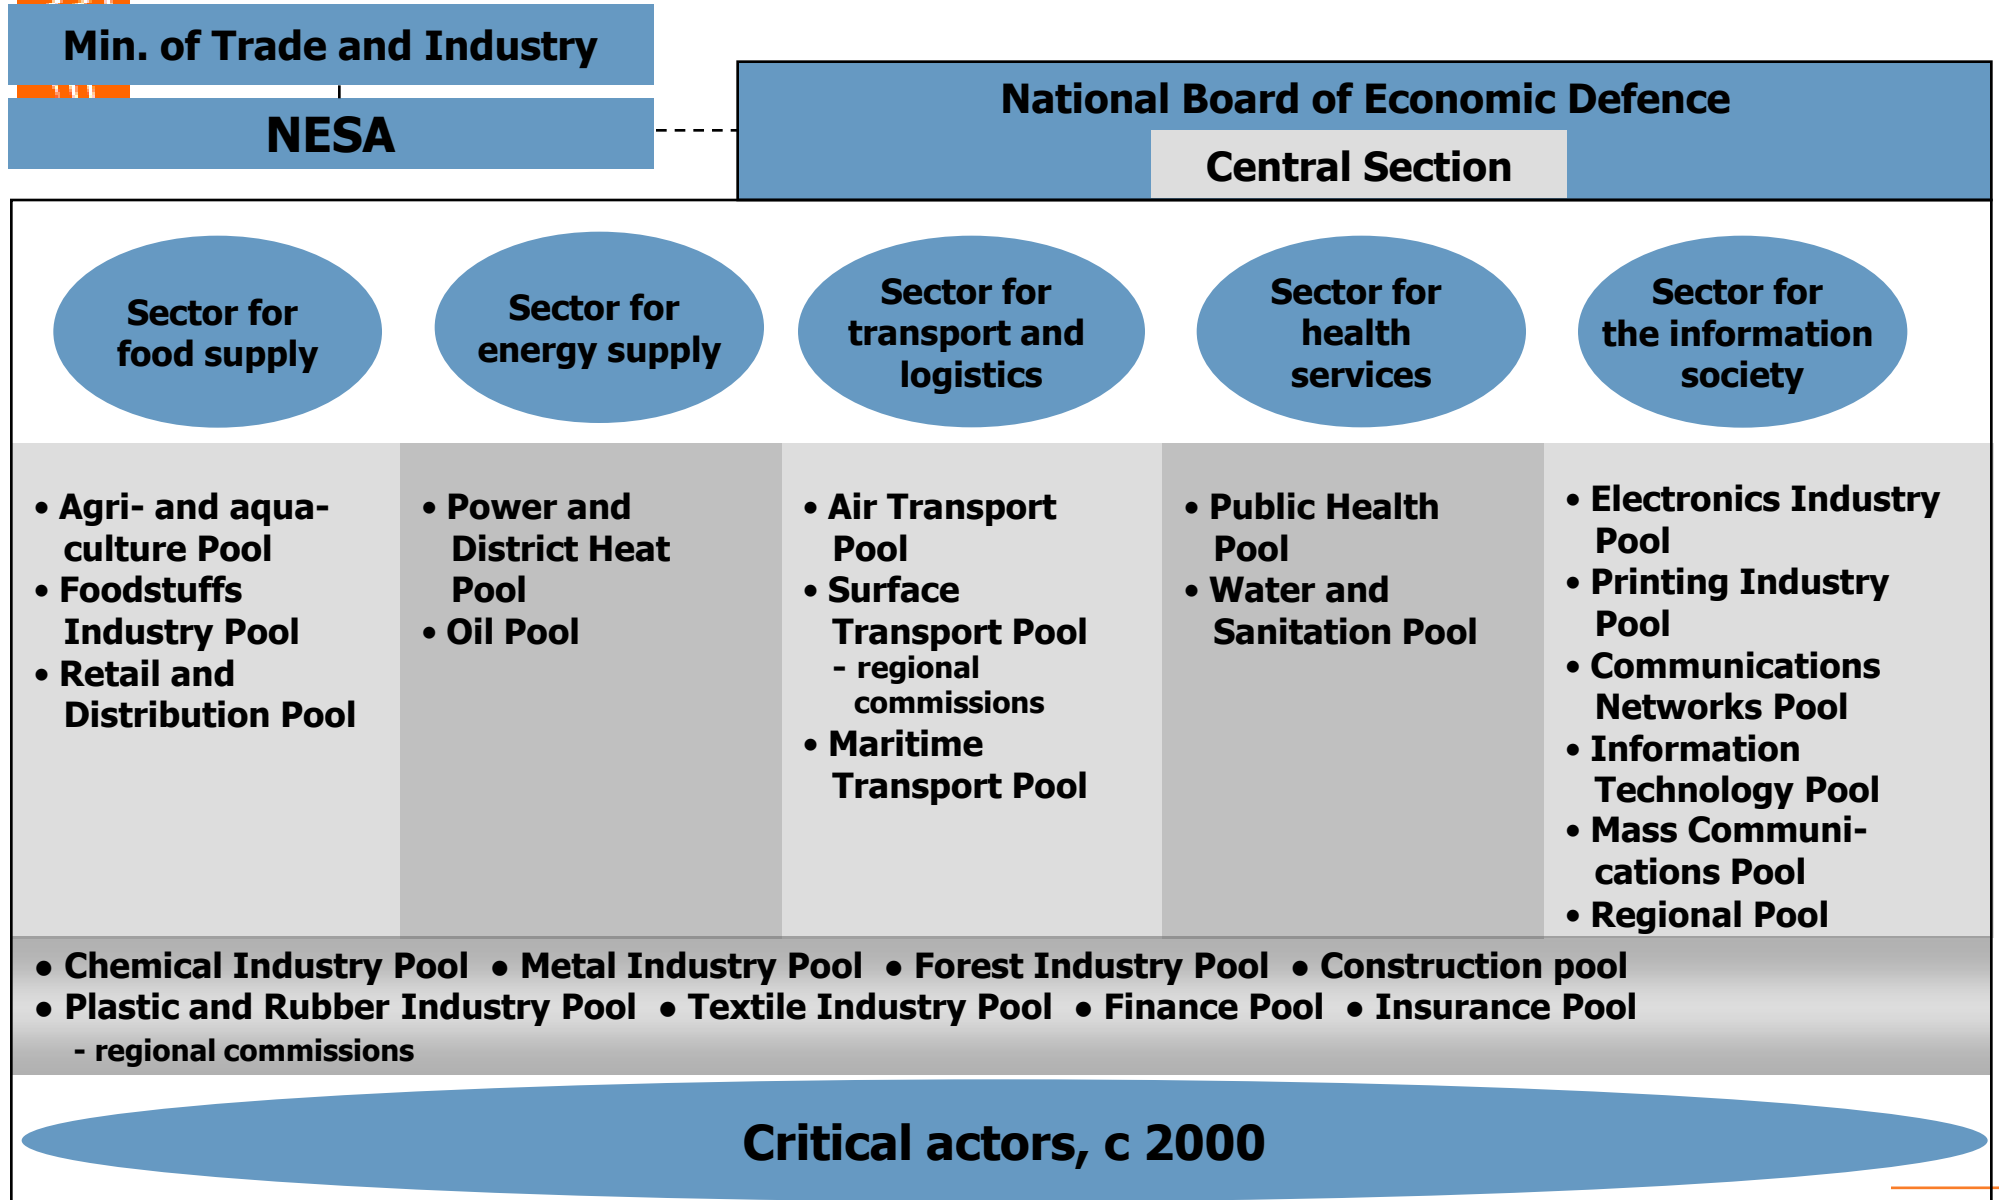 Min. of Trade and Industry
NESA
National Board of Economic Defence
Central Section
Sector for
food supply
Sector for
energy supply
Sector for
transport and
logistics
Sector for
health
services
Sector for
the information
society
• Agri- and aqua-
culture Pool
• Foodstuffs
Industry Pool
• Retail and
Distribution Pool
• Power and
District Heat
Pool
• Oil Pool
• Air Transport
Pool
• Surface
Transport Pool
- regional
commissions
• Maritime
Transport Pool
• Public Health
Pool
• Water and
Sanitation Pool
• Electronics Industry
Pool
• Printing Industry
Pool
• Communications
Networks Pool
• Information
Technology Pool
• Mass Communi-
cations Pool
• Regional Pool
● Chemical Industry Pool ● Metal Industry Pool ● Forest Industry Pool ● Construction pool
● Plastic and Rubber Industry Pool ● Textile Industry Pool ● Finance Pool ● Insurance Pool
- regional commissions
Critical actors, c 2000